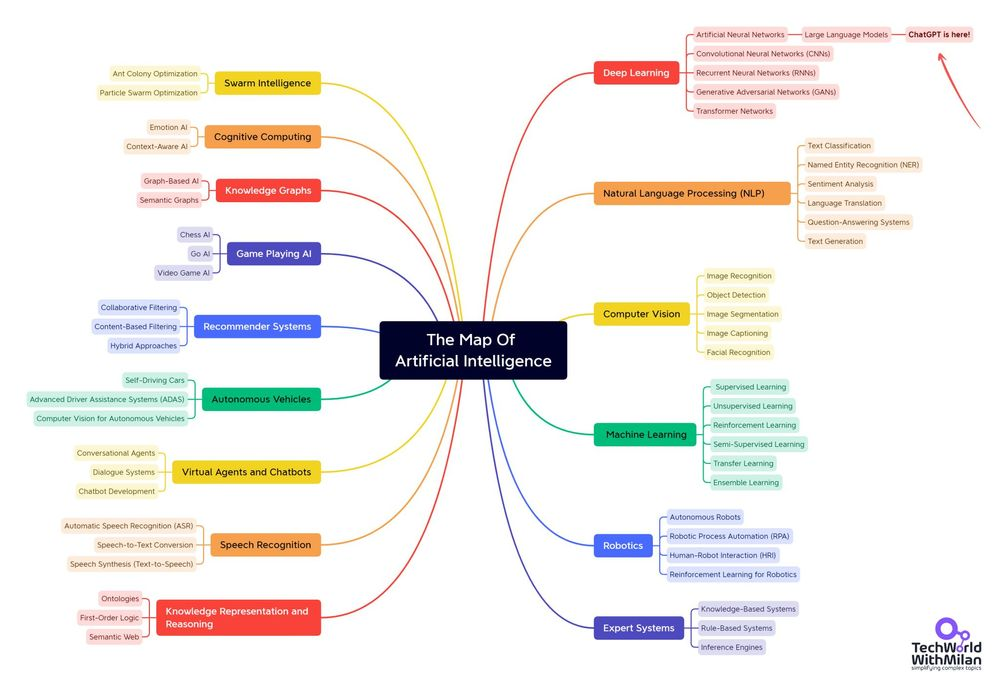 The Map Of
Artificial Intelligence
Swarm Intelligence
Ant Colony Optimization
Particle Swarm Optimization
Cognitive Computing
Emotion AI
Context-Aware AI
Knowledge Graphs
Graph-Based AI
Semantic Graphs
Game Playing AI
Chess AI
Go AI
Video Game AI
Recommender Systems
Collaborative Filtering
Content-Based Filtering
Hybrid Approaches
Autonomous Vehicles
Self-Driving Cars
Advanced Driver Assistance Systems (ADAS)
Computer Vision for Autonomous Vehicles
Virtual Agents and Chatbots
Conversational Agents
Dialogue Systems
Chatbot Development
Speech Recognition
Automatic Speech Recognition (ASR)
Speech-to-Text Conversion
Speech Synthesis (Text-to-Speech)
Knowledge Representation and
Reasoning
Ontologies
First-Order Logic
Semantic Web
Deep Learning
Artificial Neural Networks
Large Language Models
ChatGPT is here!
Convolutional Neural Networks (CNNs)
Recurrent Neural Networks (RNNs)
Generative Adversarial Networks (GANs)
Transformer Networks
Natural Language Processing (NLP)
Text Classification
Named Entity Recognition (NER)
Sentiment Analysis
Language Translation
Question-Answering Systems
Text Generation
Computer Vision
Image Recognition
Object Detection
Image Segmentation
Image Captioning
Facial Recognition
Machine Learning
Supervised Learning
Unsupervised Learning
Reinforcement Learning
Semi-Supervised Learning
Transfer Learning
Ensemble Learning
Robotics
Autonomous Robots
Robotic Process Automation (RPA)
Human-Robot Interaction (HRI)
Reinforcement Learning for Robotics
Expert Systems
Knowledge-Based Systems
Rule-Based Systems
Inference Engines
TechWorld
WithMilan
simplifying complex topics